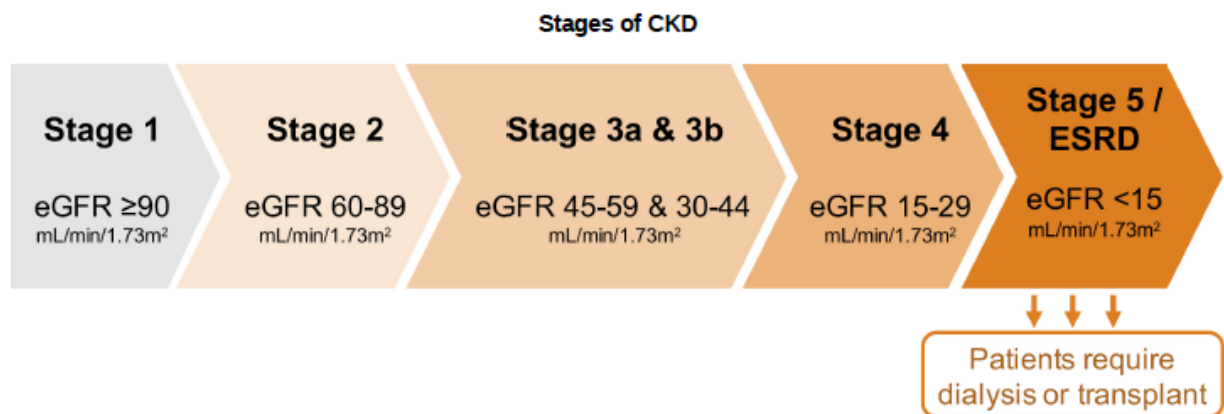 Stages of CKD
Stage 1
eGFR ≥90
mL/min/1.73m²
Stage 2
eGFR 60-89
mL/min/1.73m²
Stage 3a & 3b
eGFR 45-59 & 30-44
mL/min/1.73m²
Stage 4
eGFR 15-29
mL/min/1.73m²
Stage 5 /
ESRD
eGFR <15
mL/min/1.73m²
Patients require
dialysis or transplant